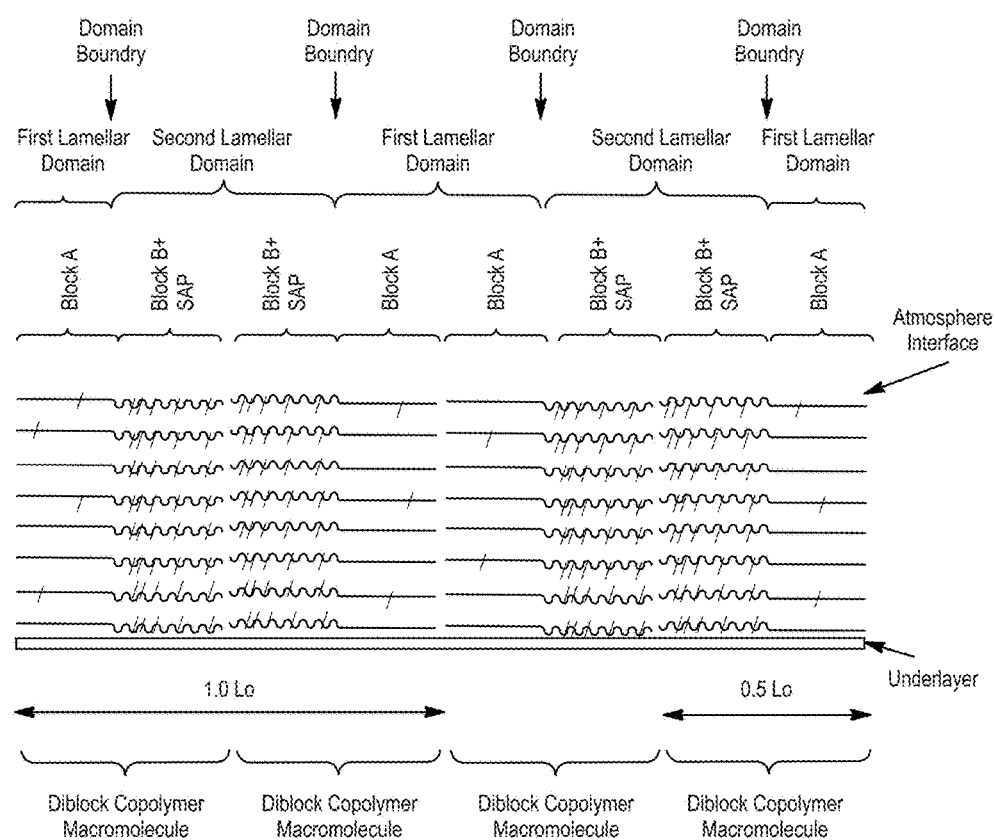 Domain
Boundry
Domain
Boundry
Domain
Boundry
Domain
Boundry
First Lamellar
Domain
Second Lamellar
Domain
First Lamellar
Domain
Second Lamellar
Domain
First Lamellar
Domain
Block A
Block B+
SAP
Block B+
SAP
Block A
Block A
Block B+
SAP
Block B+
SAP
Block A
Atmosphere
Interface
Underlayer
1.0 Lo
0.5 Lo
Diblock Copolymer
Macromolecule
Diblock Copolymer
Macromolecule
Diblock Copolymer
Macromolecule
Diblock Copolymer
Macromolecule